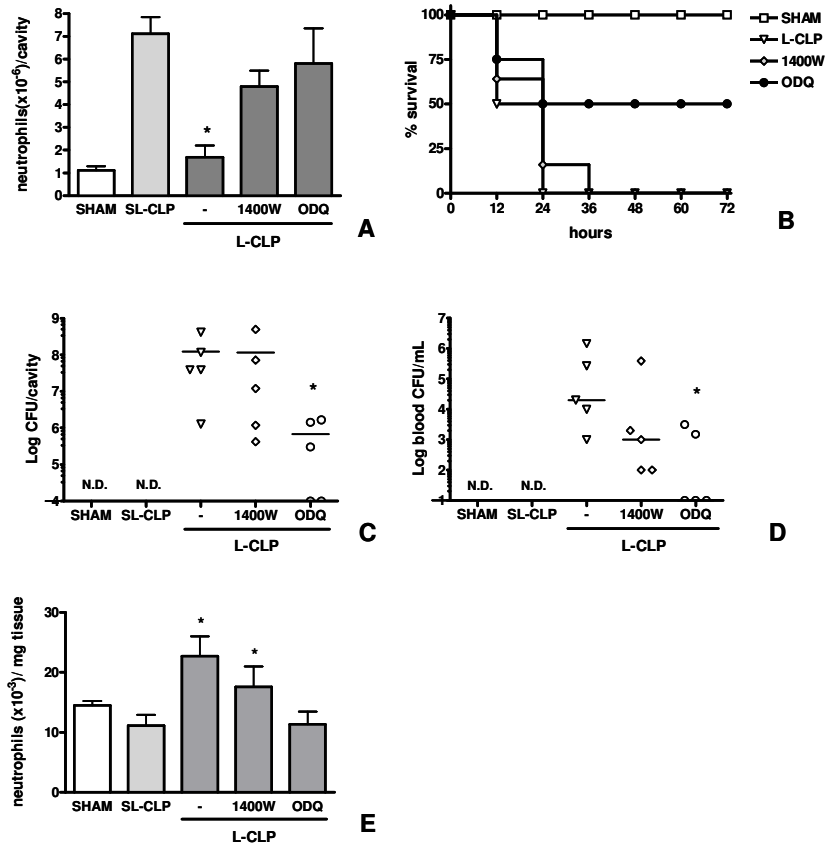 neutrophils(x10⁻⁶)/cavity
8
7
6
5
4
3
2
1
0
*
SHAM SL-CLP - 1400W ODQ
L-CLP
A
% survival
100
75
50
25
0
0 12 24 36 48 60 72
hours
SHAM
L-CLP
1400W
ODQ
B
Log CFU/cavity
9
8
7
6
5
4
*
N.D. N.D.
SHAM SL-CLP - 1400W ODQ
L-CLP
C
Log blood CFU/mL
7
6
5
4
3
2
1
*
N.D. N.D.
SHAM SL-CLP - 1400W ODQ
L-CLP
D
neutrophils (x10⁻³)/ mg tissue
30
20
10
0
* *
SHAM SL-CLP - 1400W ODQ
L-CLP
E